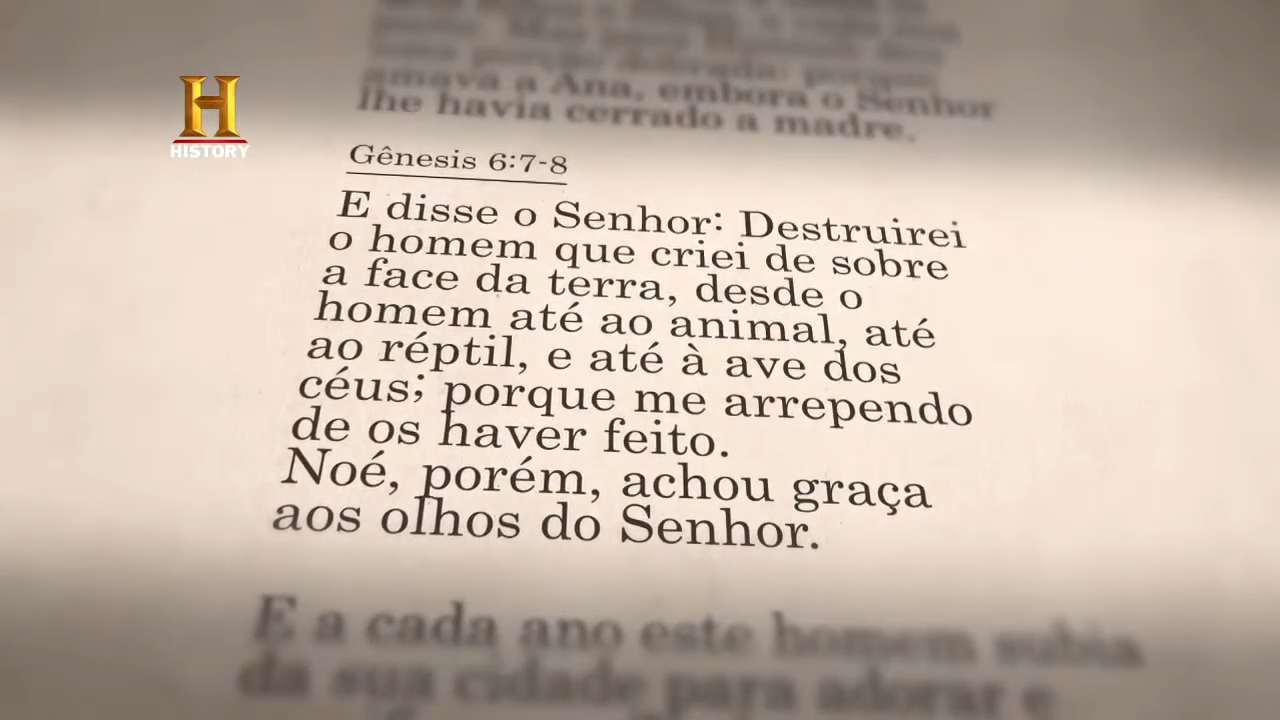 amava a Ana, embora o Senhor
lhe havia cerrado a madre.
H
HISTORY
Gênesis 6:7-8
E disse o Senhor: Destruirei
o homem que criei de sobre
a face da terra, desde o
homem até ao animal, até
ao réptil, e até à ave dos
céus; porque me arrependo
de os haver feito.
Noé, porém, achou graça
aos olhos do Senhor.
E a cada ano este homem subia
da sua cidade para adorar e